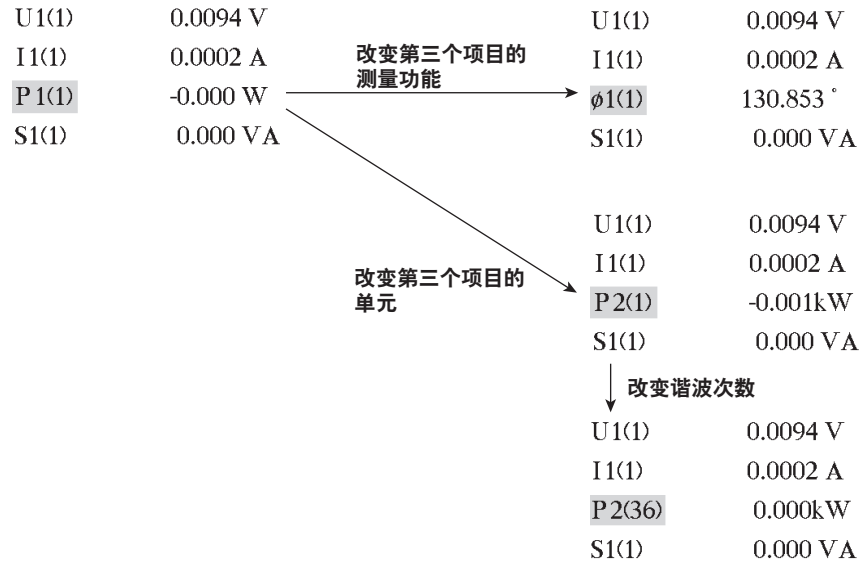 U1(1) 0.0094 V
I1(1) 0.0002 A
P1(1) -0.000 W
S1(1) 0.000 VA
改变第三个项目的
测量功能
U1(1) 0.0094 V
I1(1) 0.0002 A
ø1(1) 130.853 °
S1(1) 0.000 VA
改变第三个项目的
单元
U1(1) 0.0094 V
I1(1) 0.0002 A
P2(1) -0.001kW
S1(1) 0.000 VA
改变谐波次数
U1(1) 0.0094 V
I1(1) 0.0002 A
P2(36) 0.000kW
S1(1) 0.000 VA